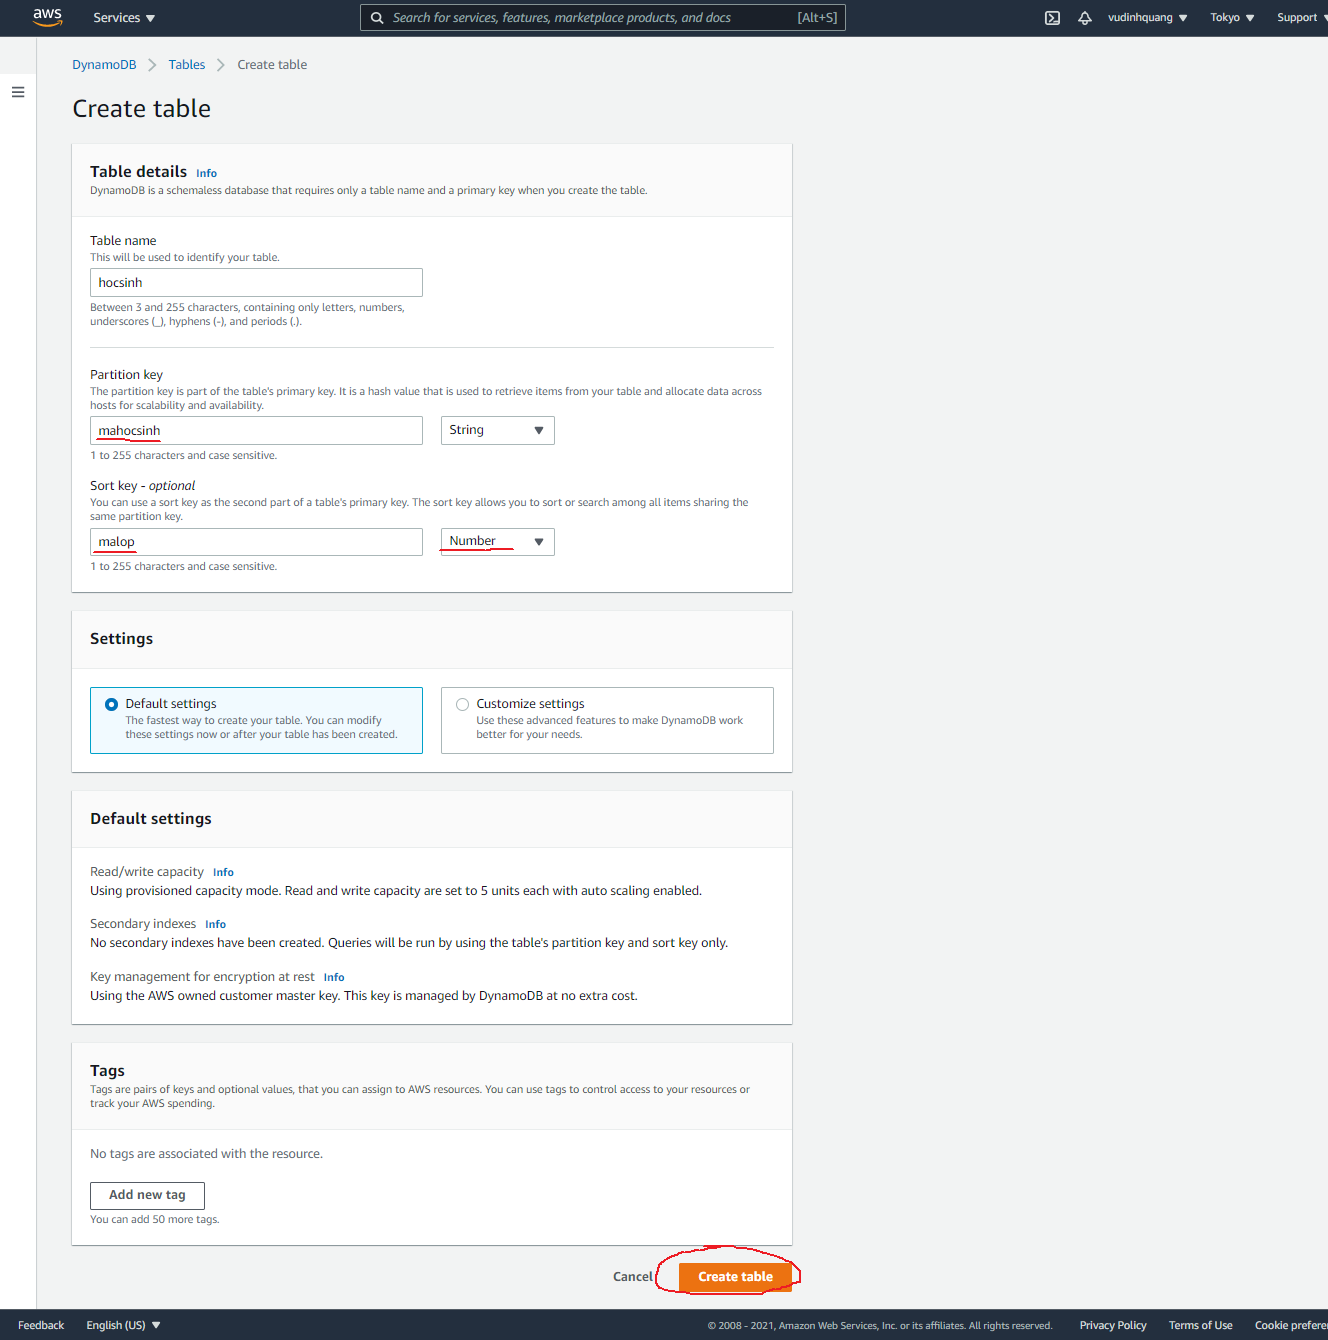 aws Services Search for services, features, marketplace products, and docs [Alt+S] vudinhquang Tokyo Support
DynamoDB Tables Create table
Create table
Table details Info
DynamoDB is a schemaless database that requires only a table name and a primary key when you create the table.
Table name
This will be used to identify your table.
hocsinh
Between 3 and 255 characters, containing only letters, numbers,
underscores (_), hyphens (-), and periods (.).
Partition key
The partition key is part of the table's primary key. It is a hash value that is used to retrieve items from your table and allocate data across
hosts for scalability and availability.
mahocsinh String
1 to 255 characters and case sensitive.
Sort key - optional
You can use a sort key as the second part of a table's primary key. The sort key allows you to sort or search among all items sharing the
same partition key.
malop Number
1 to 255 characters and case sensitive.
Settings
Default settings
The fastest way to create your table. You can modify
these settings now or after your table has been created.
Customize settings
Use these advanced features to make DynamoDB work
better for your needs.
Default settings
Read/write capacity Info
Using provisioned capacity mode. Read and write capacity are set to 5 units each with auto scaling enabled.
Secondary indexes Info
No secondary indexes have been created. Queries will be run by using the table's partition key and sort key only.
Key management for encryption at rest Info
Using the AWS owned customer master key. This key is managed by DynamoDB at no extra cost.
Tags
Tags are pairs of keys and optional values, that you can assign to AWS resources. You can use tags to control access to your resources or
track your AWS spending.
No tags are associated with the resource.
Add new tag
You can add 50 more tags.
Cancel Create table
Feedback English (US) © 2008 - 2021, Amazon Web Services, Inc. or its affiliates. All rights reserved. Privacy Policy Terms of Use Cookie prefere